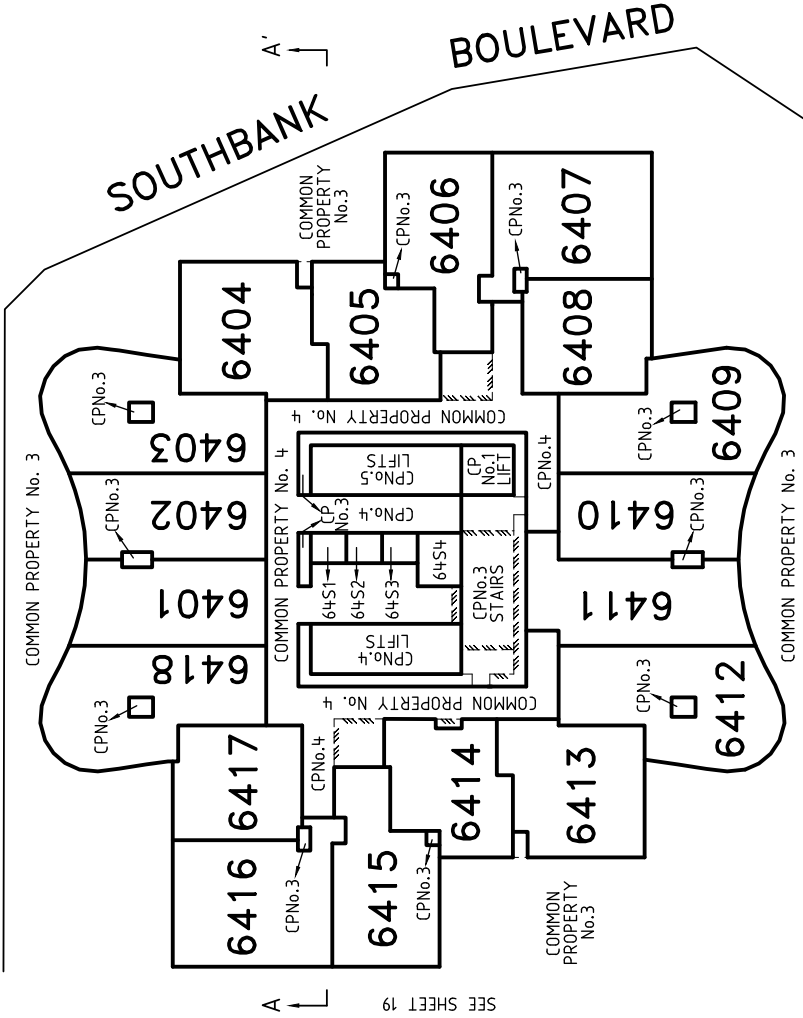 A'
BOULEVARD
SOUTHBANK
COMMON
PROPERTY
No.3
CPNo.3
6406
CPNo.3
6407
6404
6405
6408
COMMON PROPERTY No. 3
CPNo.3
6403
COMMON PROPERTY No. 4
CPNo.3
6409
CPNo.3
6402
COMMON PROPERTY No. 4
CPNo.5
LIFTS
CP
No.1
LIFT
CPNo.4
CP
No.3
CPNo.4
6410
CPNo.3
6401
64S1
64S2
64S3
64S4
CPNo.3
STAIRS
6411
COMMON PROPERTY No. 3
6418
CPNo.4
LIFTS
CPNo.3
COMMON PROPERTY No. 4
CPNo.3
6412
6417
CPNo.4
6414
6413
6416
CPNo.3
6415
CPNo.3
COMMON
PROPERTY
No.3
A
SEE SHEET 19